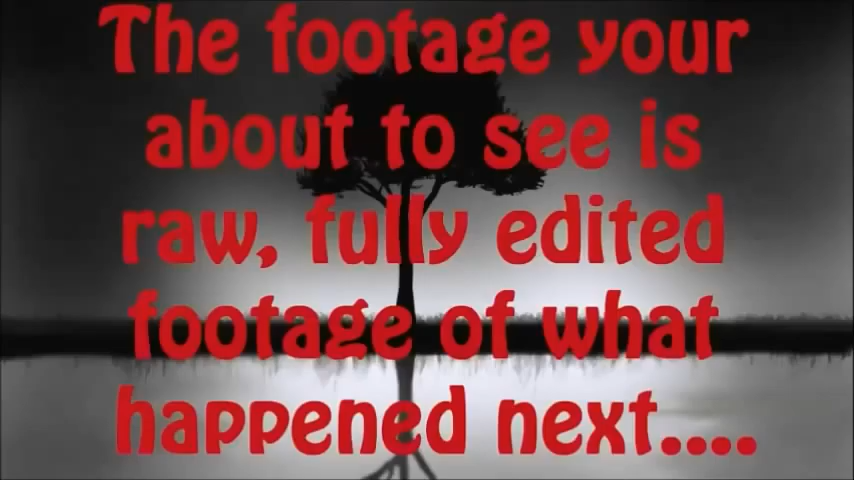 The footage your
about to see is
raw, fully edited
footage of what
happened next....